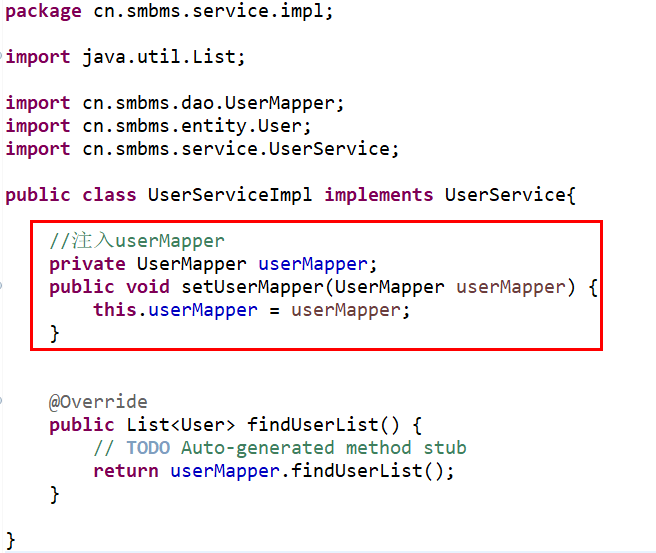 package cn.smbms.service.impl;
import java.util.List;
import cn.smbms.dao.UserMapper;
import cn.smbms.entity.User;
import cn.smbms.service.UserService;
public class UserServiceImpl implements UserService{
//注入userMapper
private UserMapper userMapper;
public void setUserMapper(UserMapper userMapper) {
this.userMapper = userMapper;
}
@Override
public List<User> findUserList() {
// TODO Auto-generated method stub
return userMapper.findUserList();
}
}